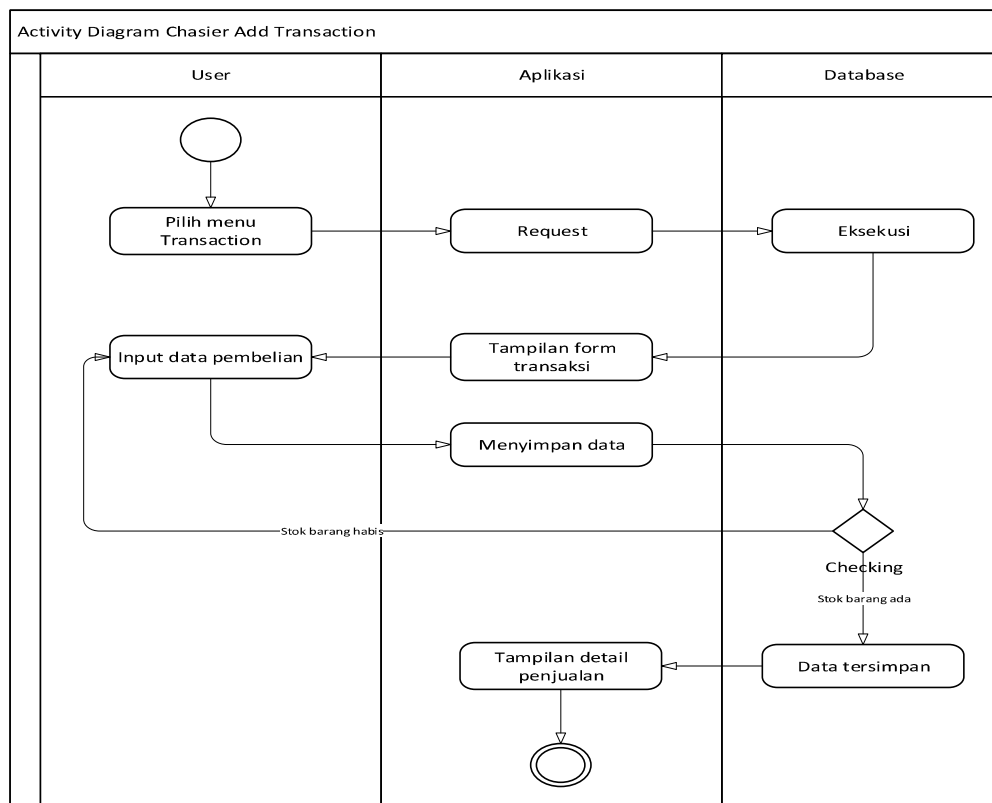 Activity Diagram Chasier Add Transaction
User
Aplikasi
Database
Pilih menu
Transaction
Request
Eksekusi
Input data pembelian
Tampilan form
transaksi
Menyimpan data
Stok barang habis
Checking
Stok barang ada
Tampilan detail
penjualan
Data tersimpan